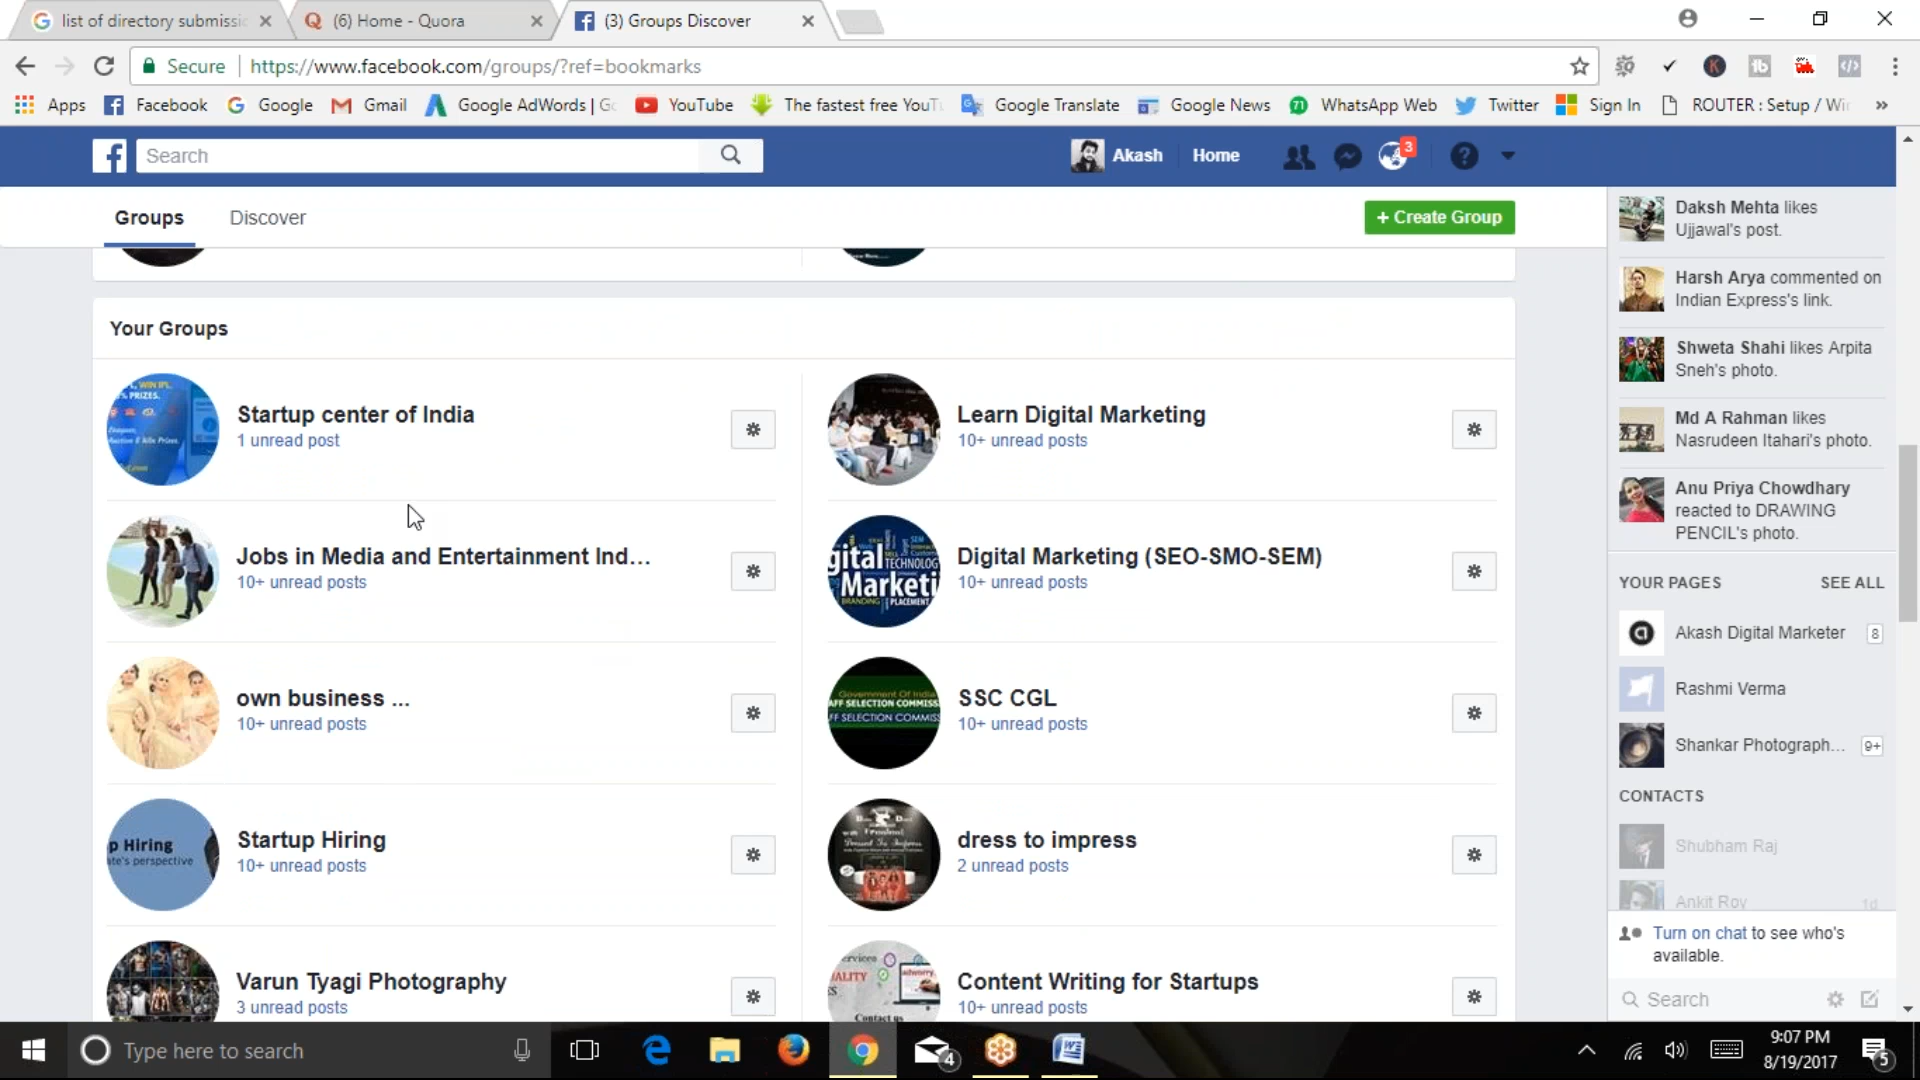 list of directory submissi
(6) Home - Quora
(3) Groups Discover
Secure
https://www.facebook.com/groups/?ref=bookmarks
Apps
Facebook
Google
Gmail
Google AdWords | G
YouTube
The fastest free YouT
Google Translate
Google News
WhatsApp Web
Twitter
Sign In
ROUTER : Setup / Wi
»
Search
Akash
Home
3
Groups
Discover
+ Create Group
Your Groups
Startup center of India
1 unread post
Learn Digital Marketing
10+ unread posts
Jobs in Media and Entertainment Ind...
10+ unread posts
Digital Marketing (SEO-SMO-SEM)
10+ unread posts
own business ...
10+ unread posts
SSC CGL
10+ unread posts
Startup Hiring
10+ unread posts
dress to impress
2 unread posts
Varun Tyagi Photography
3 unread posts
Content Writing for Startups
10+ unread posts
Daksh Mehta likes
Ujjawal's post.
Harsh Arya commented on
Indian Express's link.
Shweta Shahi likes Arpita
Sneh's photo.
Md A Rahman likes
Nasrudeen Itahari's photo.
Anu Priya Chowdhary
reacted to DRAWING
PENCIL's photo.
YOUR PAGES SEE ALL
Akash Digital Marketer 8
Rashmi Verma
Shankar Photograph... 9+
CONTACTS
Shubham Raj
Ankit Roy 1d
Turn on chat to see who's
available.
Search
Type here to search
4
9:07 PM
8/19/2017
5